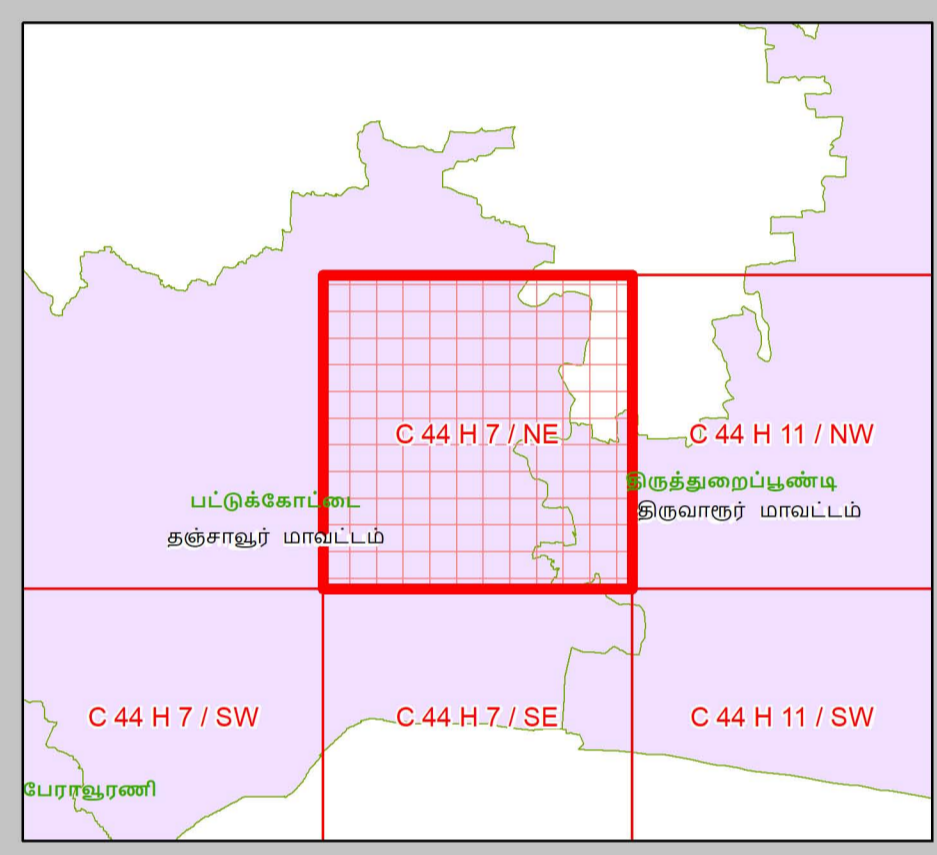 C 44 H 7 / NE
C 44 H 11 / NW
திருத்துறைப்பூண்டி
பட்டுக்கோட்டை
திருவாரூர் மாவட்டம்
தஞ்சாவூர் மாவட்டம்
C 44 H 7 / SW
C 44 H 7 / SE
C 44 H 11 / SW
பேராவூரணி